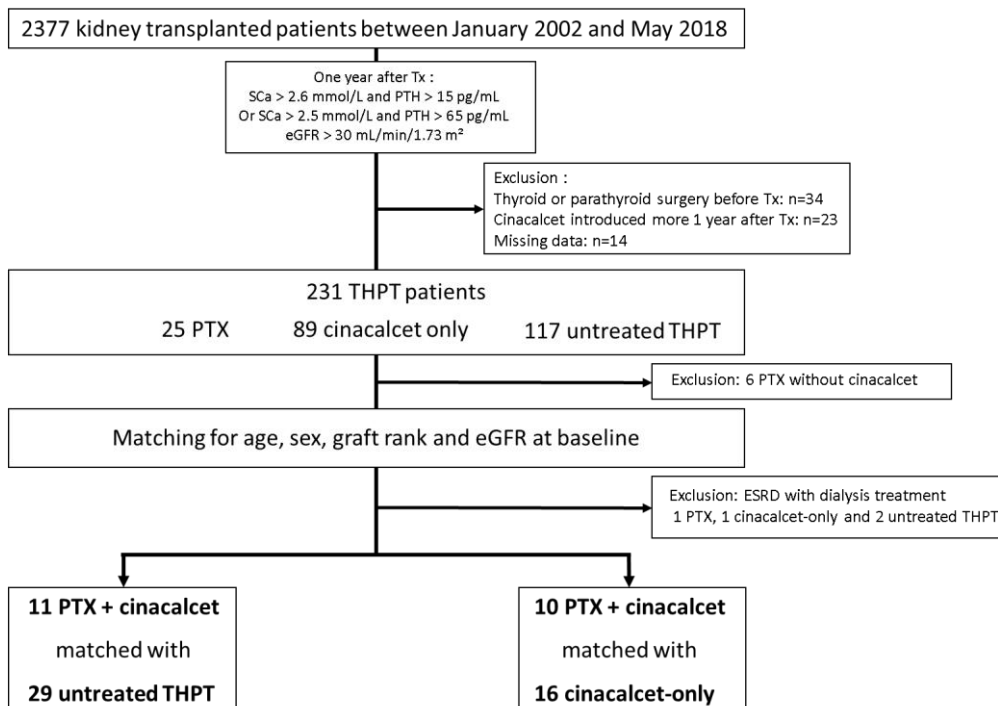 2377 kidney transplanted patients between January 2002 and May 2018
One year after Tx :
SCa > 2.6 mmol/L and PTH > 15 pg/mL
Or SCa > 2.5 mmol/L and PTH > 65 pg/mL
eGFR > 30 mL/min/1.73 m²
Exclusion :
Thyroid or parathyroid surgery before Tx: n=34
Cinacalcet introduced more 1 year after Tx: n=23
Missing data: n=14
231 THPT patients
25 PTX 89 cinacalcet only 117 untreated THPT
Exclusion: 6 PTX without cinacalcet
Matching for age, sex, graft rank and eGFR at baseline
Exclusion: ESRD with dialysis treatment
1 PTX, 1 cinacalcet-only and 2 untreated THPT
11 PTX + cinacalcet
matched with
29 untreated THPT
10 PTX + cinacalcet
matched with
16 cinacalcet-only